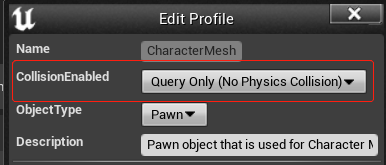 Edit Profile
Name CharacterMesh
CollisionEnabled Query Only (No Physics Collision)
ObjectType Pawn
Description Pawn object that is used for Character M